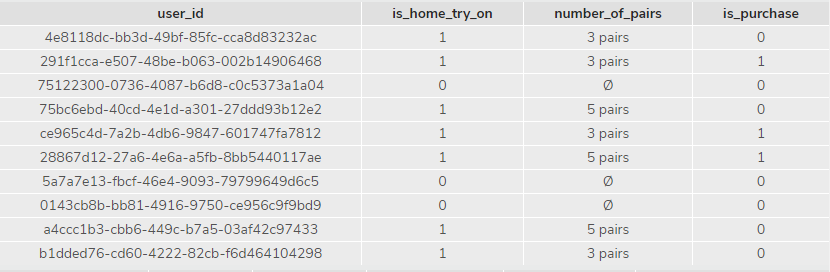 user_id is_home_try_on number_of_pairs is_purchase
4e8118dc-bb3d-49bf-85fc-cca8d83232ac 1 3 pairs 0
291f1cca-e507-48be-b063-002b14906468 1 3 pairs 1
75122300-0736-4087-b6d8-c0c5373a1a04 0 Ø 0
75bc6ebd-40cd-4e1d-a301-27ddd93b12e2 1 5 pairs 0
ce965c4d-7a2b-4db6-9847-601747fa7812 1 3 pairs 1
28867d12-27a6-4e6a-a5fb-8bb5440117ae 1 5 pairs 1
5a7a7e13-fbcf-46e4-9093-79799649d6c5 0 Ø 0
0143cb8b-bb81-4916-9750-ce956c9f9bd9 0 Ø 0
a4ccc1b3-cbb6-449c-b7a5-03af42c97433 1 5 pairs 0
b1dded76-cd60-4222-82cb-f6d464104298 1 3 pairs 0